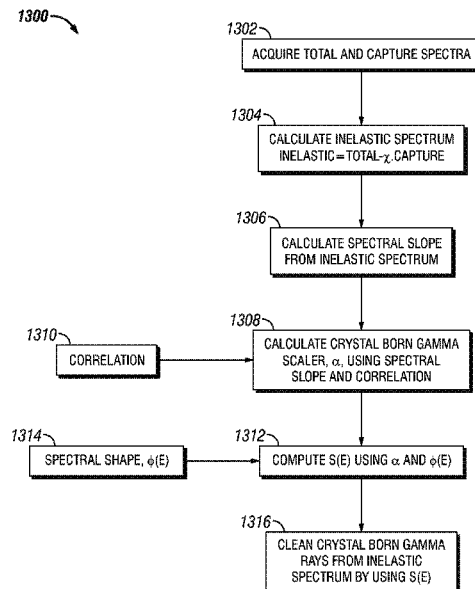 1300
1302
ACQUIRE TOTAL AND CAPTURE SPECTRA
1304
CALCULATE INELASTIC SPECTRUM
INELASTIC=TOTAL-χ.CAPTURE
1306
CALCULATE SPECTRAL SLOPE
FROM INELASTIC SPECTRUM
1308
CALCULATE CRYSTAL BORN GAMMA
SCALER, α, USING SPECTRAL
SLOPE AND CORRELATION
1310
CORRELATION
1314
SPECTRAL SHAPE, ϕ(E)
1312
COMPUTE S(E) USING α AND ϕ(E)
1316
CLEAN CRYSTAL BORN GAMMA
RAYS FROM INELASTIC
SPECTRUM BY USING S(E)